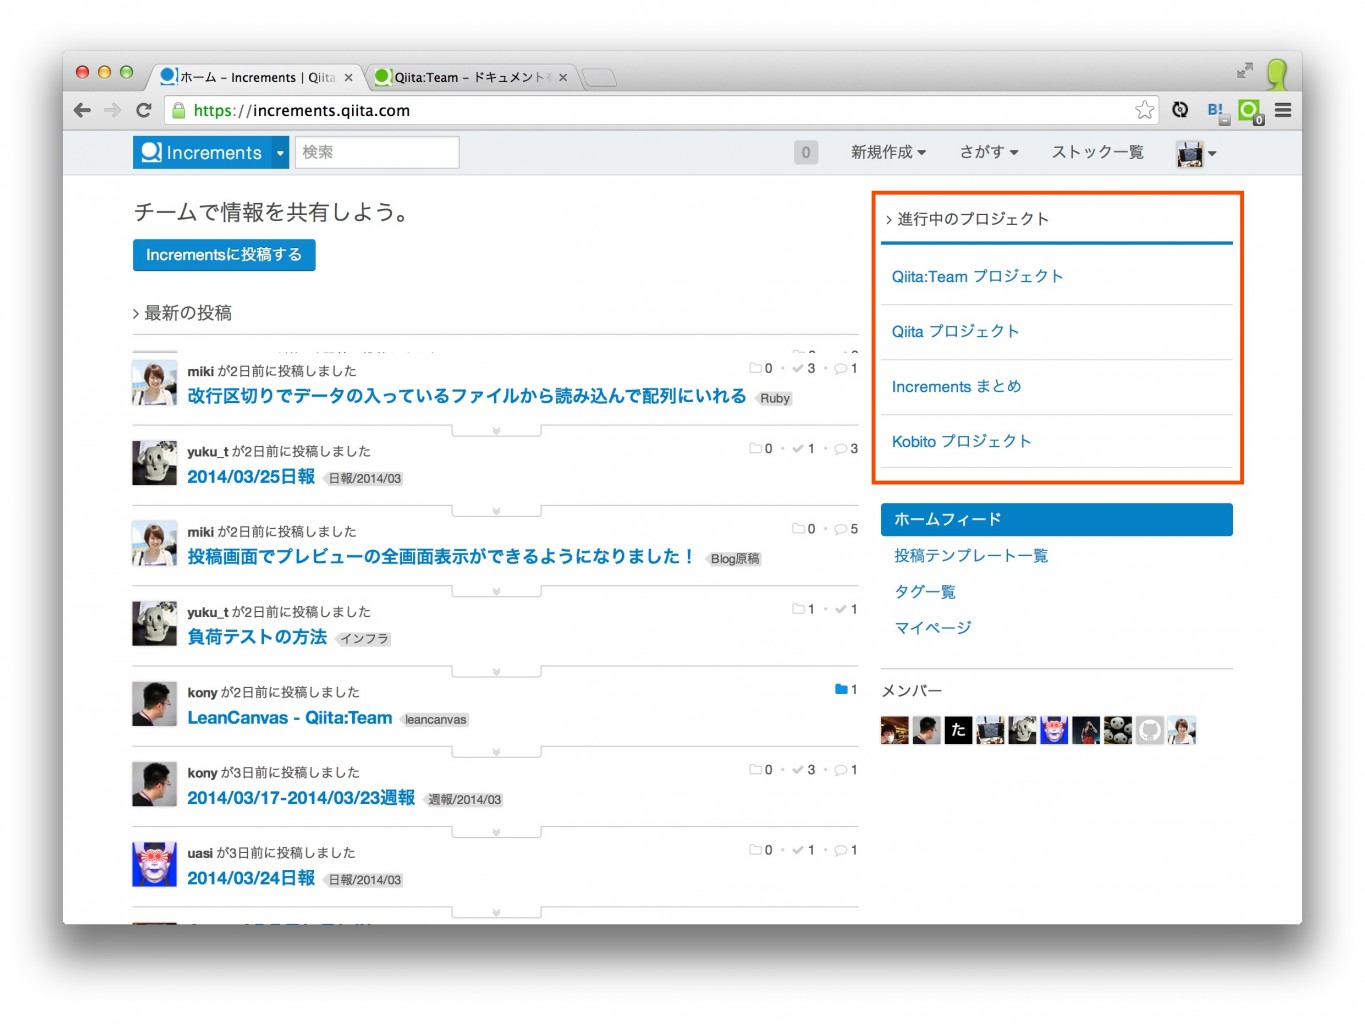 ホーム – Increments | Qiita
Qiita:Team – ドキュメント
https://increments.qiita.com
B!
0
Increments
検索
0
新規作成
さがす
ストック一覧
チームで情報を共有しよう。
Incrementsに投稿する
最新の投稿
miki が2日前に投稿しました
0 3 1
改行区切りでデータの入っているファイルから読み込んで配列にいれる Ruby
yuku_t が2日前に投稿しました
0 1 3
2014/03/25日報 日報/2014/03
miki が2日前に投稿しました
0 5
投稿画面でプレビューの全画面表示ができるようになりました！ Blog原稿
yuku_t が2日前に投稿しました
1 1
負荷テストの方法 インフラ
kony が2日前に投稿しました
1
LeanCanvas - Qiita:Team leancanvas
kony が3日前に投稿しました
0 3 1
2014/03/17-2014/03/23週報 週報/2014/03
uasi が3日前に投稿しました
0 1 1
2014/03/24日報 日報/2014/03
進行中のプロジェクト
Qiita:Team プロジェクト
Qiita プロジェクト
Increments まとめ
Kobito プロジェクト
ホームフィード
投稿テンプレート一覧
タグ一覧
マイページ
メンバー
た